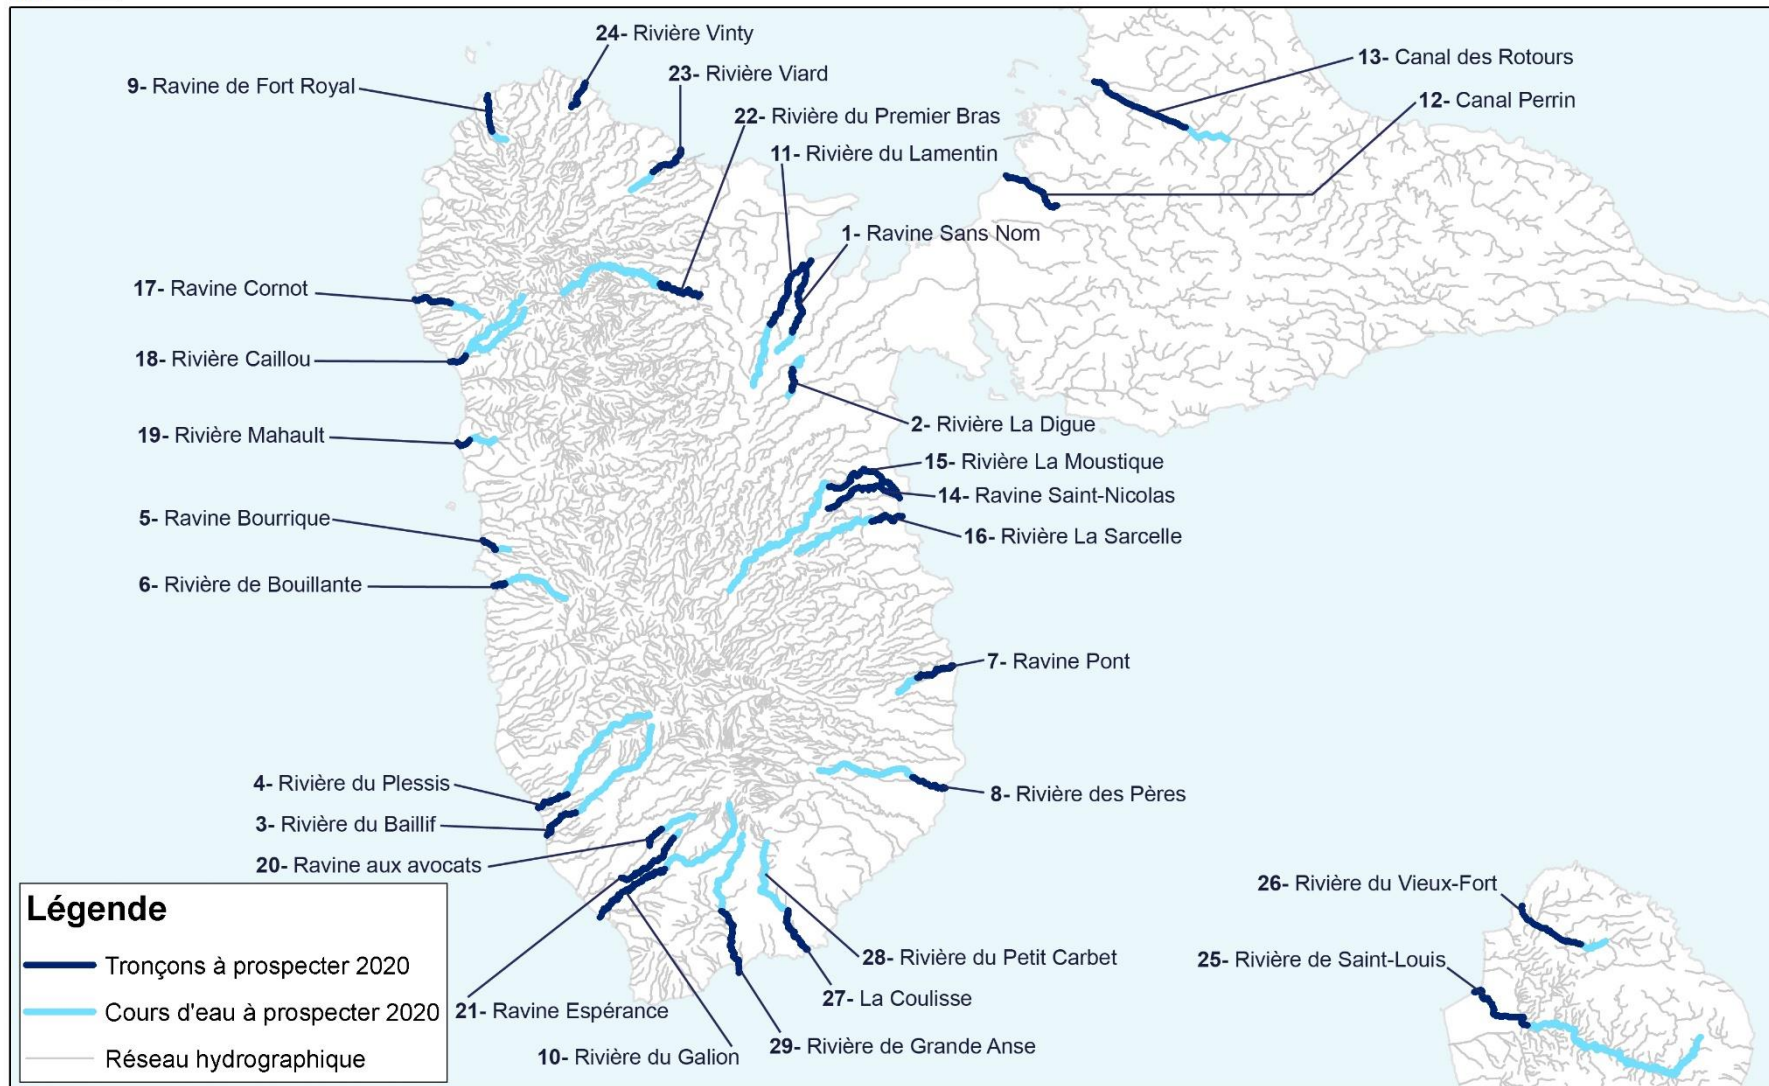 24- Rivière Vinty
13- Canal des Rotours
23- Rivière Viard
9- Ravine de Fort Royal
12- Canal Perrin
22- Rivière du Premier Bras
11- Rivière du Lamentin
1- Ravine Sans Nom
17- Ravine Cornot
18- Rivière Caillou
2- Rivière La Digue
19- Rivière Mahault
15- Rivière La Moustique
14- Ravine Saint-Nicolas
5- Ravine Bourrique
16- Rivière La Sarcelle
6- Rivière de Bouillante
7- Ravine Pont
4- Rivière du Plessis
8- Rivière des Pères
3- Rivière du Baillif
20- Ravine aux avocats
26- Rivière du Vieux-Fort
28- Rivière du Petit Carbet
25- Rivière de Saint-Louis
27- La Coulisse
21- Ravine Espérance
29- Rivière de Grande Anse
10- Rivière du Galion
Légende
Tronçons à prospecter 2020
Cours d'eau à prospecter 2020
Réseau hydrographique